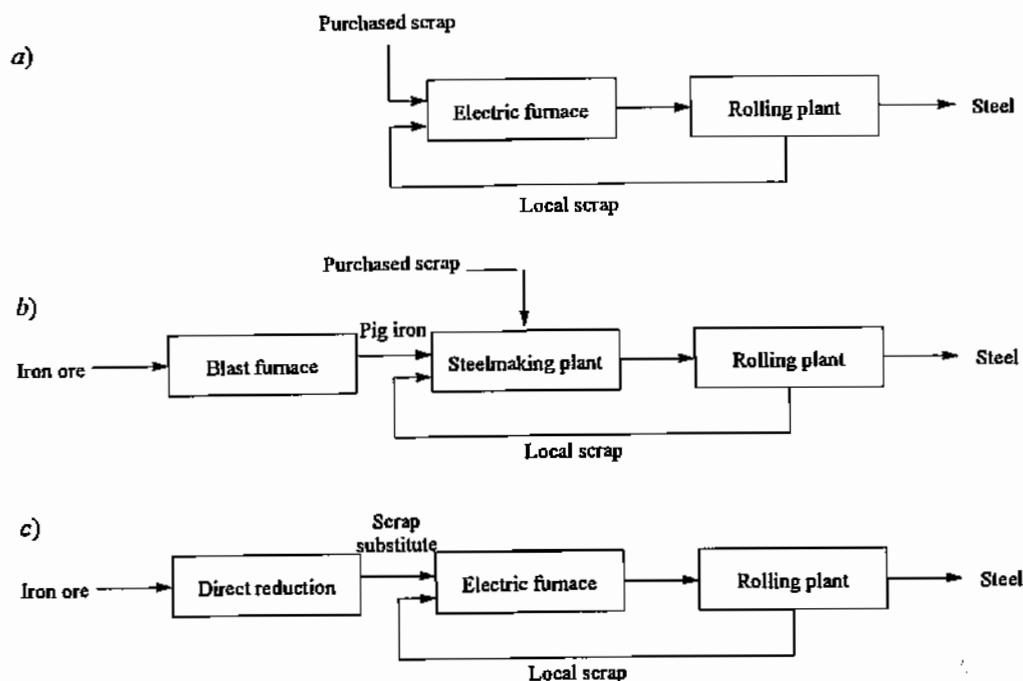 Purchased scrap
a)
Electric furnace
Rolling plant
Steel
Local scrap
Purchased scrap
b)
Pig iron
Iron ore
Blast furnace
Steelmaking plant
Rolling plant
Steel
Local scrap
c)
Scrap
substitute
Iron ore
Direct reduction
Electric furnace
Rolling plant
Steel
Local scrap